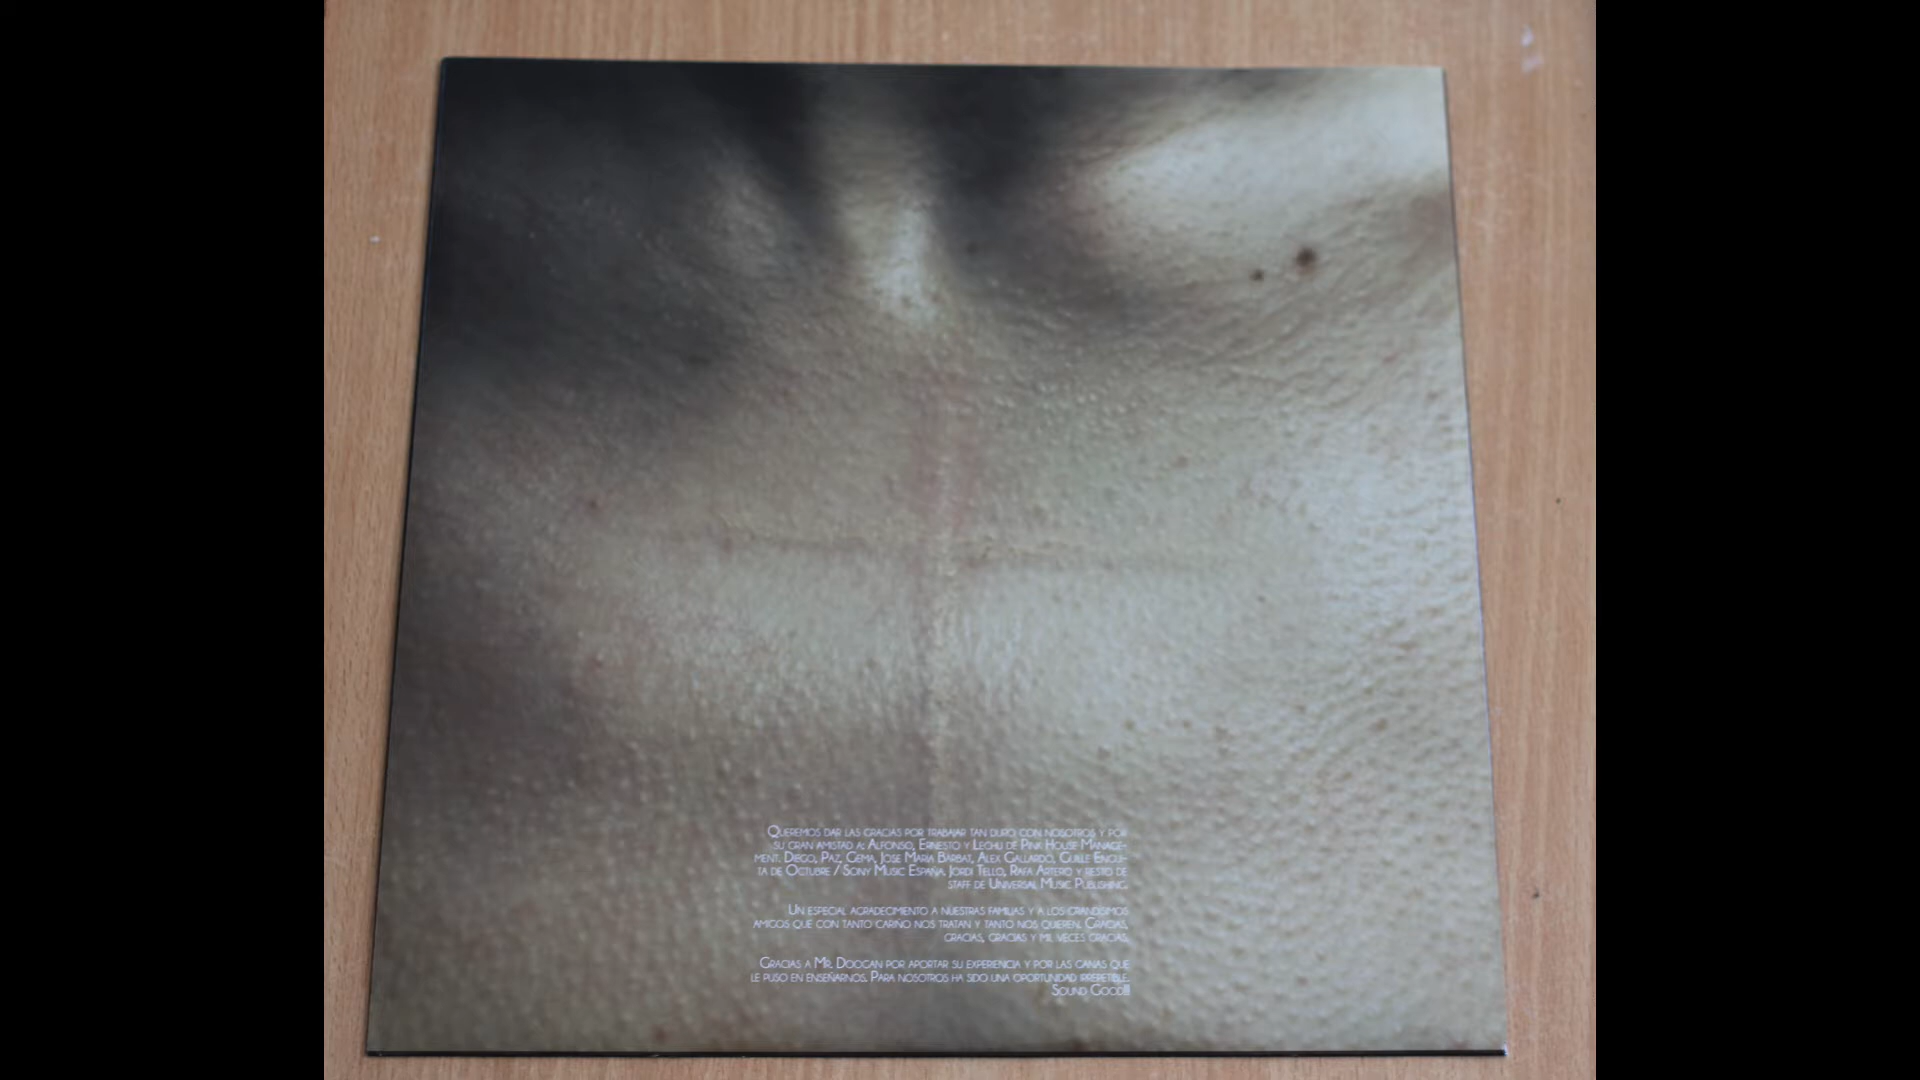 Queremos dar las gracias por trabajar tan duro con nosotros y por
su gran amistad a: Alfonso, Ernesto y Lechu de Pink House Manage-
ment. Diego, Paz, Gema, Jose Maria Barbat, Alex Gallardo, Guille Enqui-
ta de Octubre / Sony Music España. Jordi Tello, Rafa Artero y resto de
staff de Universal Music Publishing.
Un especial agradecimiento a nuestras familias y a los grandísimos
amigos que con tanto cariño nos tratan y tanto nos quieren. Gracias,
gracias, gracias y mil veces gracias.
Gracias a Mr. Doogan por aportar su experiencia y por las ganas que
le puso en enseñarnos. Para nosotros ha sido una oportunidad irrepetible.
Sound Good!!!